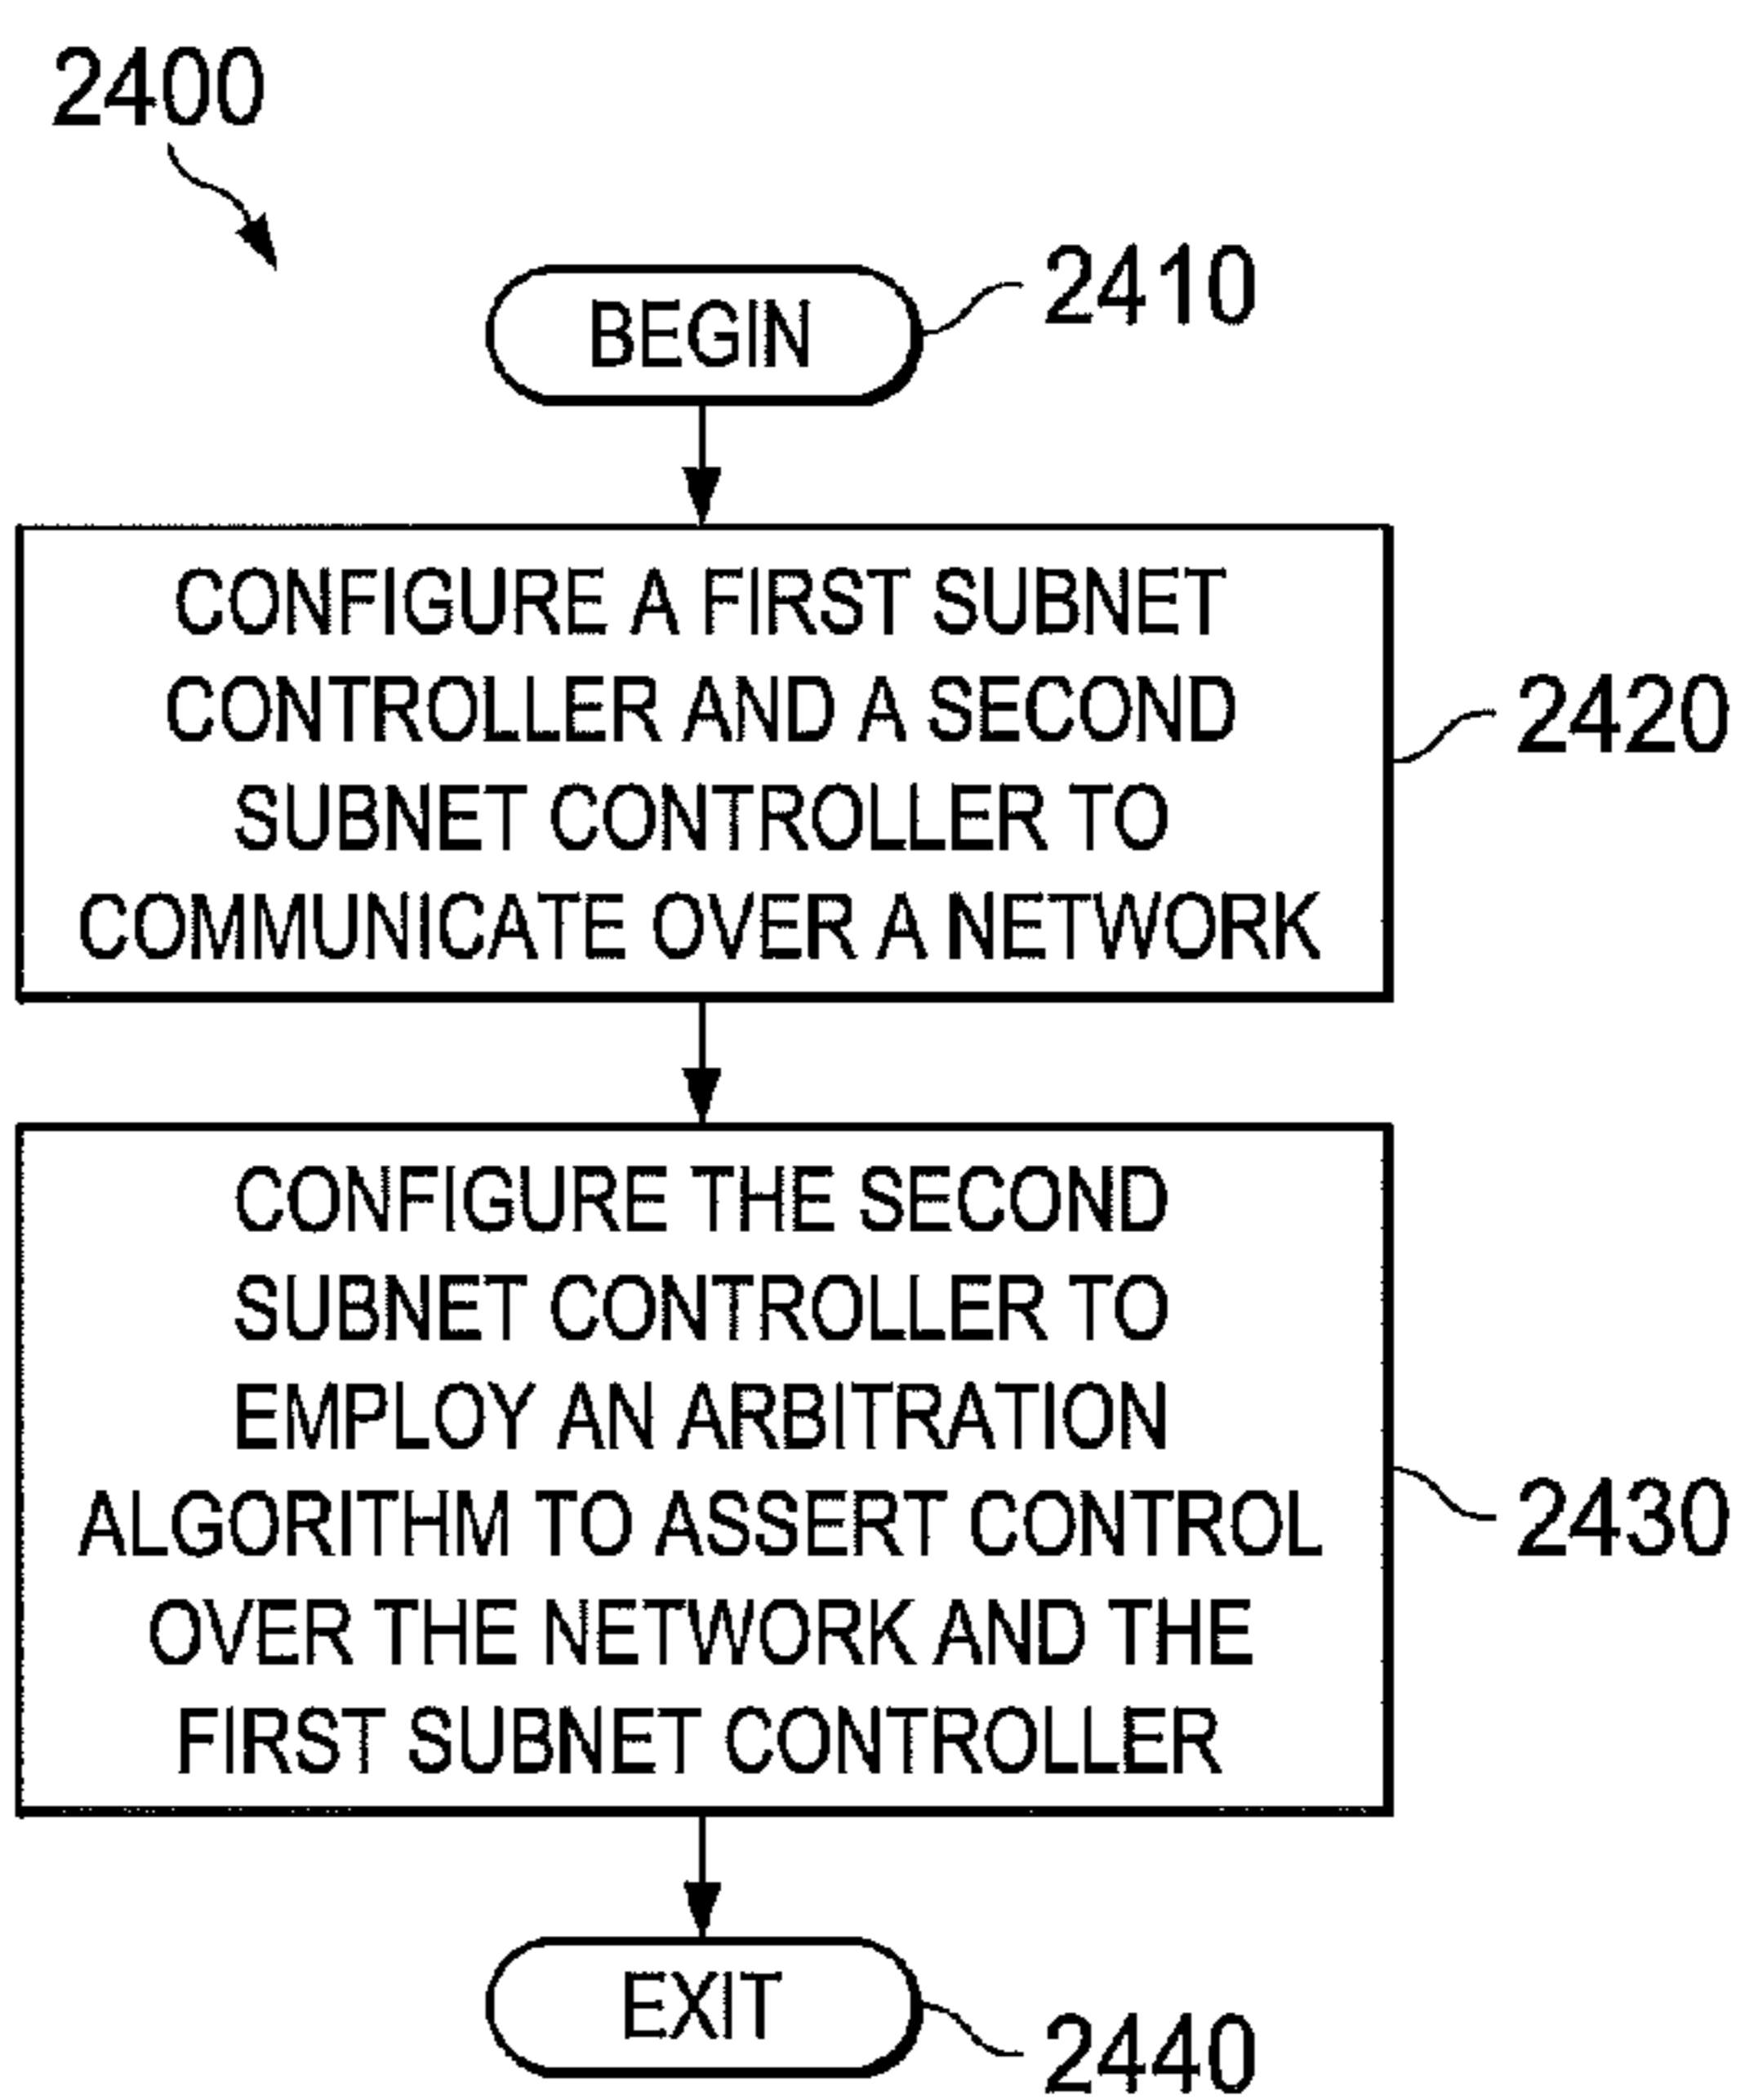 2400
BEGIN
2410
CONFIGURE A FIRST SUBNET
CONTROLLER AND A SECOND
SUBNET CONTROLLER TO
COMMUNICATE OVER A NETWORK
2420
CONFIGURE THE SECOND
SUBNET CONTROLLER TO
EMPLOY AN ARBITRATION
ALGORITHM TO ASSERT CONTROL
OVER THE NETWORK AND THE
FIRST SUBNET CONTROLLER
2430
EXIT
2440